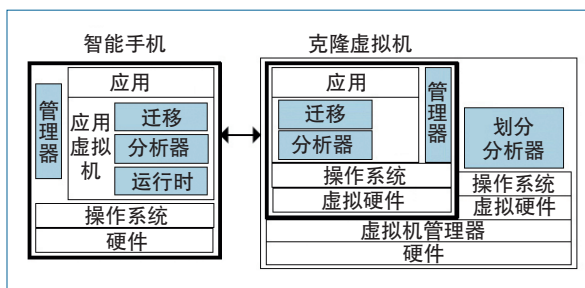 智能手机
应用
管理器
应用
虚拟
机
迁移
分析器
运行时
操作系统
硬件
克隆虚拟机
应用
迁移
分析器
管理器
操作系统
虚拟硬件
划分
分析器
操作系统
虚拟硬件
虚拟机管理器
硬件